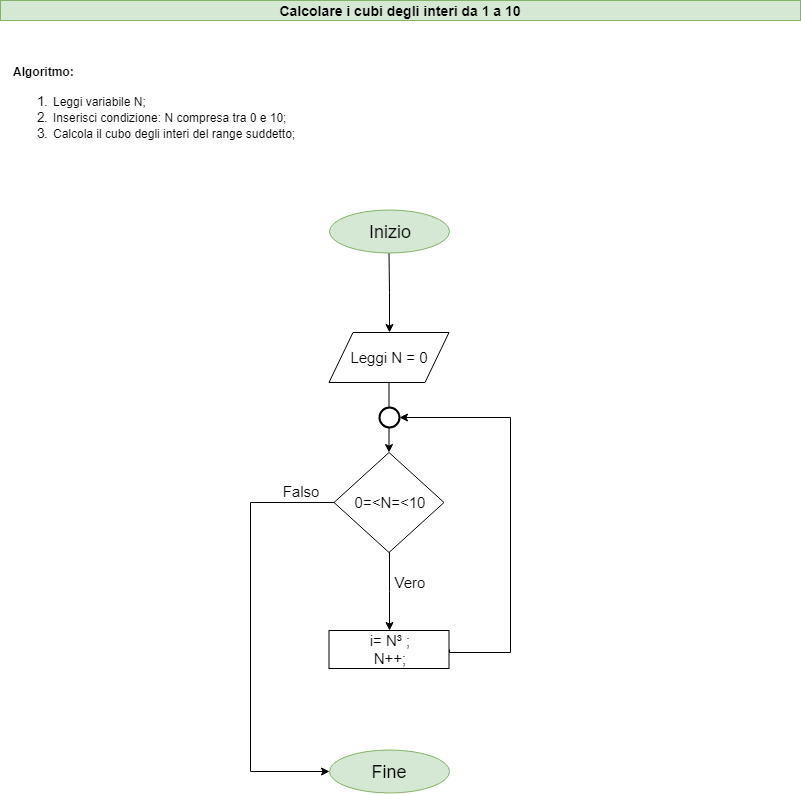 Calcolare i cubi degli interi da 1 a 10
Algoritmo:
1. Leggi variabile N;
2. Inserisci condizione: N compresa tra 0 e 10;
3. Calcola il cubo degli interi del range suddetto;
Inizio
Leggi N = 0
Falso
0=<N=<10
Vero
i= N³ ;
N++;
Fine